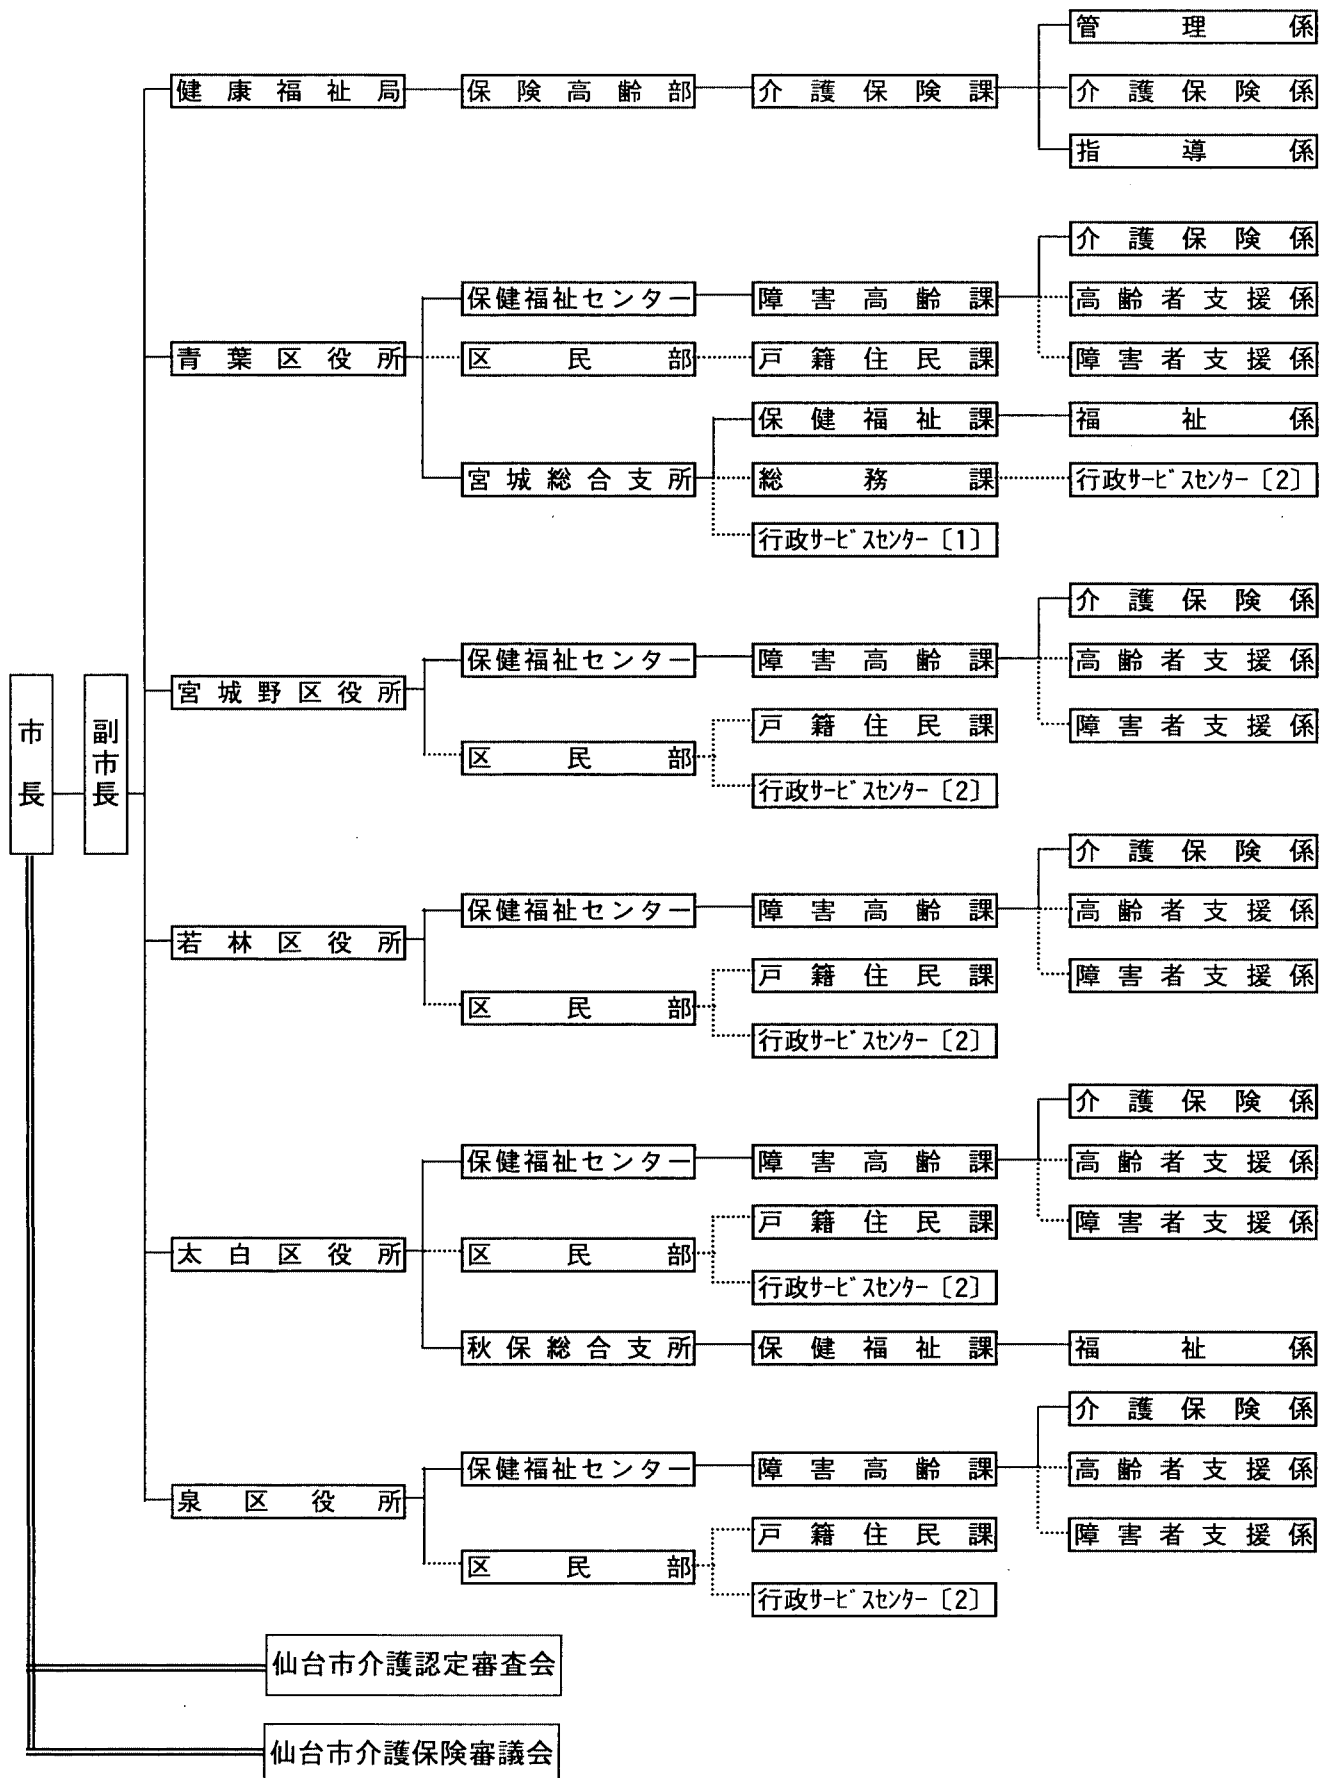 管理係
健康福祉局 保険高齢部 介護保険課 介護保険係
指導係
介護保険係
保健福祉センター 障害高齢課 高齢者支援係
青葉区役所 区民部 戸籍住民課 障害者支援係
保健福祉課 福祉係
宮城総合支所 総務課 行政サービスセンター〔2〕
行政サービスセンター〔1〕
介護保険係
保健福祉センター 障害高齢課 高齢者支援係
宮城野区役所
戸籍住民課 障害者支援係
区民部
行政サービスセンター〔2〕
市長 副市長
介護保険係
保健福祉センター 障害高齢課 高齢者支援係
若林区役所
戸籍住民課 障害者支援係
区民部
行政サービスセンター〔2〕
介護保険係
保健福祉センター 障害高齢課 高齢者支援係
戸籍住民課 障害者支援係
太白区役所 区民部
行政サービスセンター〔2〕
秋保総合支所 保健福祉課 福祉係
介護保険係
保健福祉センター 障害高齢課 高齢者支援係
泉区役所
戸籍住民課 障害者支援係
区民部
行政サービスセンター〔2〕
仙台市介護認定審査会
仙台市介護保険審議会